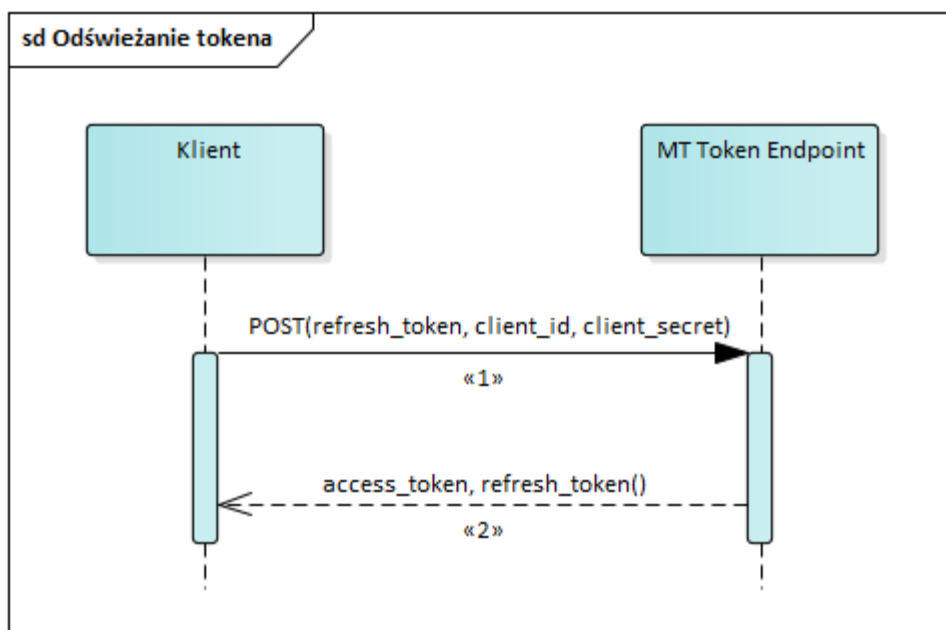 sd Odświeżanie tokena
Klient
MT Token Endpoint
POST(refresh_token, client_id, client_secret)
«1»
access_token, refresh_token()
«2»